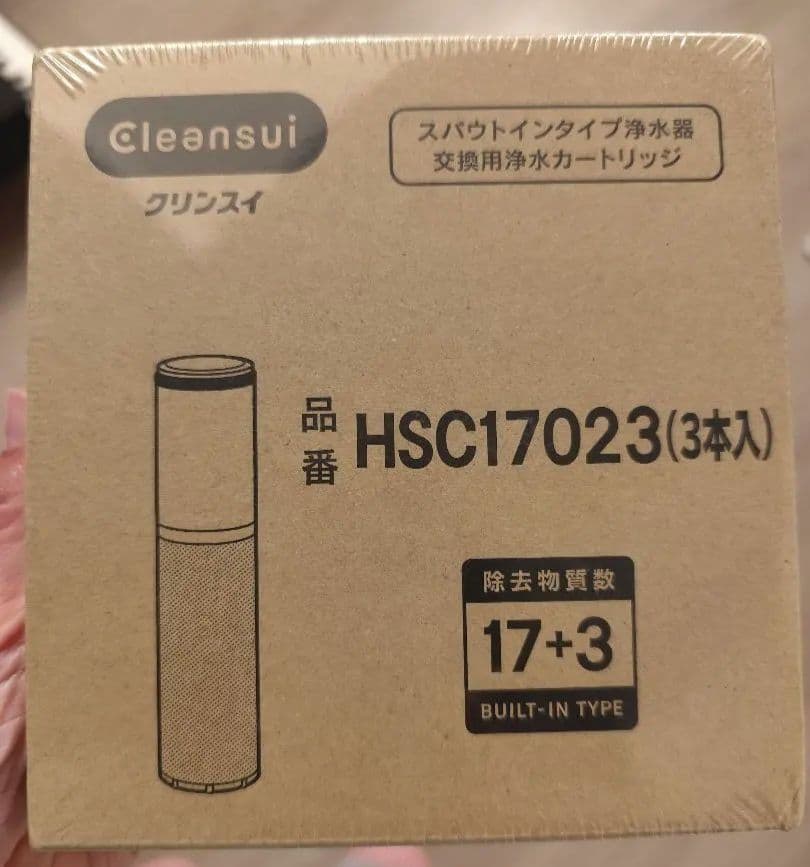 Cleansui
クリンスイ
スパウトインタイプ浄水器
交換用浄水カートリッジ
品番 HSC17023(3本入)
除去物質数
17+3
BUILT-IN TYPE